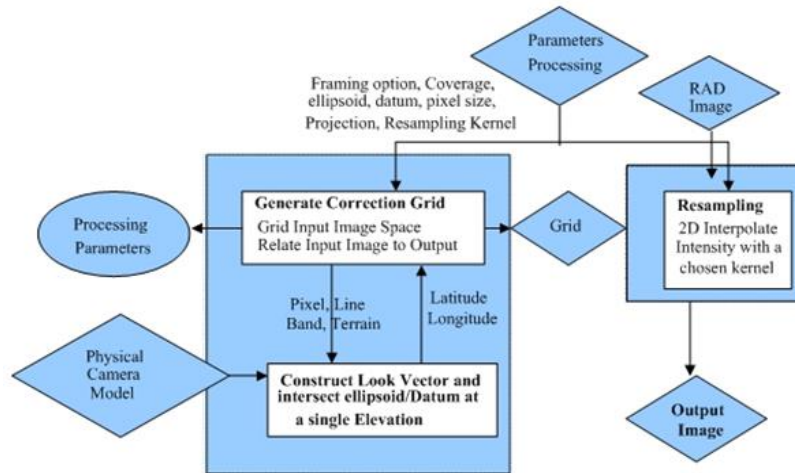 Parameters
Processing
Framing option, Coverage,
ellipsoid, datum, pixel size,
Projection, Resampling Kernel
RAD
Image
Generate Correction Grid
Grid Input Image Space
Relate Input Image to Output
Processing
Parameters
Grid
Resampling
2D Interpolate
Intensity with a
chosen kernel
Pixel, Line
Band, Terrain
Latitude
Longitude
Physical
Camera
Model
Construct Look Vector and
intersect ellipsoid/Datum at
a single Elevation
Output
Image